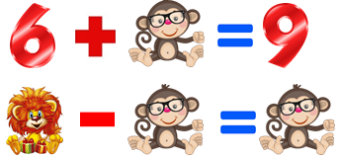 6 + = 9
- =